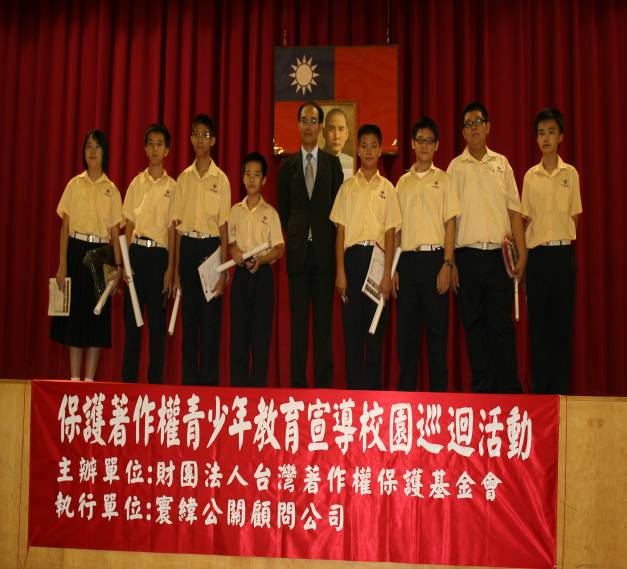 保護著作權青少年教育宣導校園巡迴活動
主辦單位:財團法人台灣著作權保護基金會
執行單位:寰緯公關顧問公司